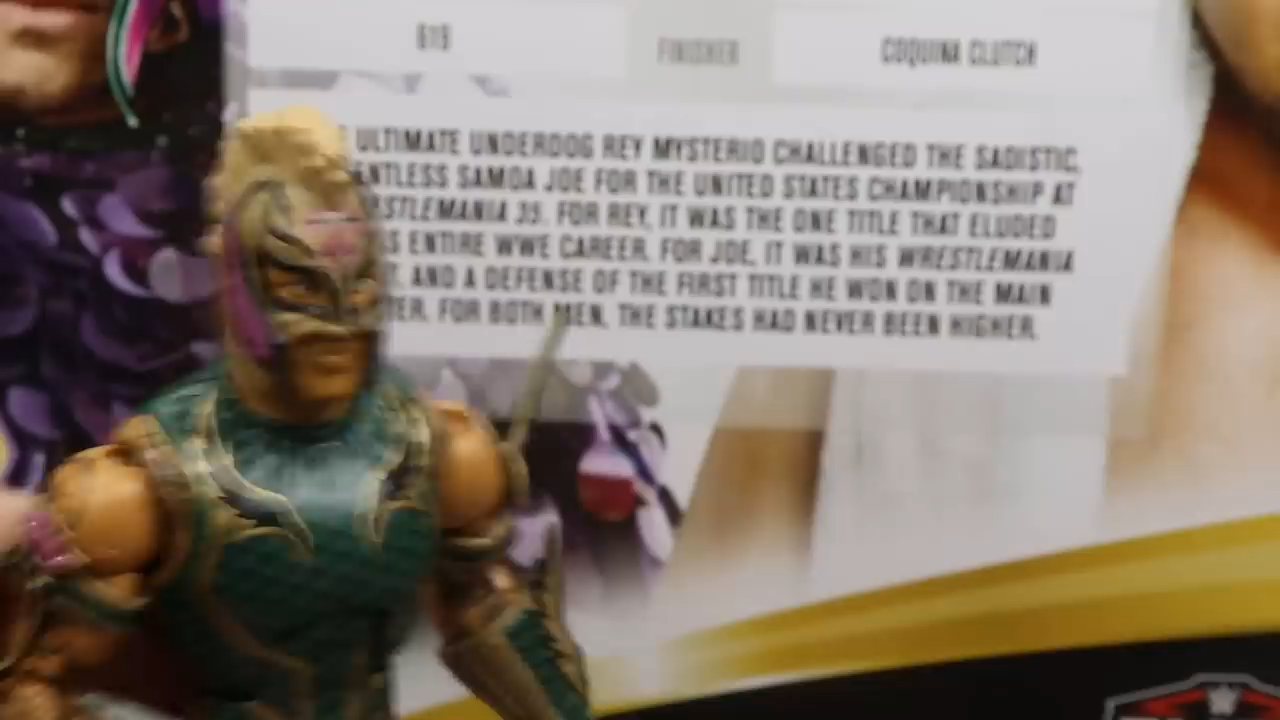 619 FINISHER COQUINA CLUTCH
ULTIMATE UNDERDOG REY MYSTERIO CHALLENGED THE SADISTIC,
NTLESS SAMOA JOE FOR THE UNITED STATES CHAMPIONSHIP AT
STLEMANIA 35. FOR REY, IT WAS THE ONE TITLE THAT ELUDED
S ENTIRE WWE CAREER. FOR JOE, IT WAS HIS WRESTLEMANIA
T, AND A DEFENSE OF THE FIRST TITLE HE WON ON THE MAIN
TER. FOR BOTH MEN, THE STAKES HAD NEVER BEEN HIGHER.